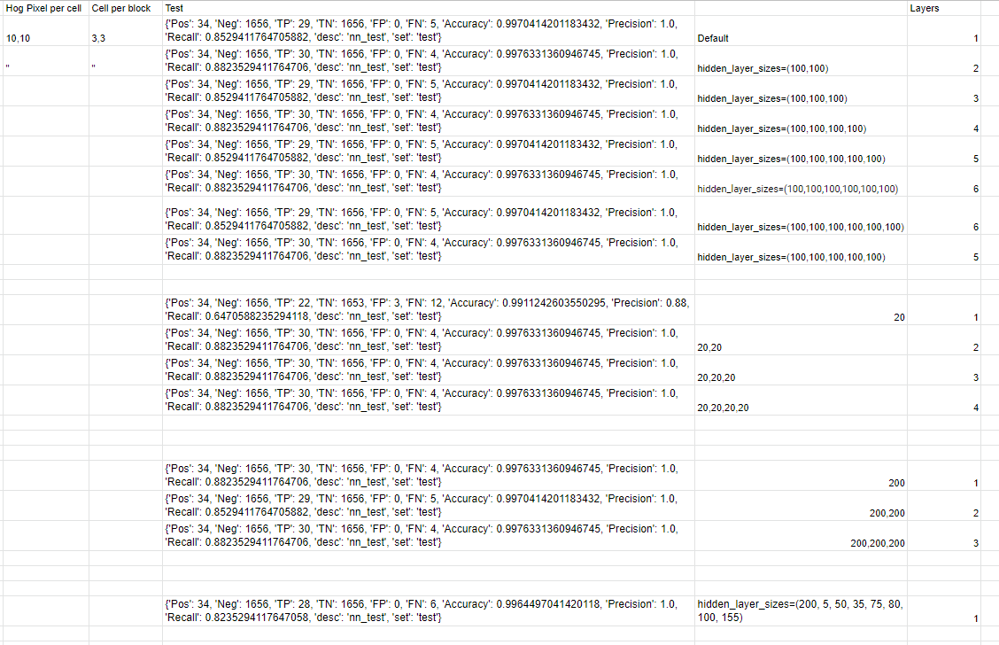 Hog Pixel per cell Cell per block Test Layers
{'Pos': 34, 'Neg': 1656, 'TP': 29, 'TN': 1656, 'FP': 0, 'FN': 5, 'Accuracy': 0.9970414201183432, 'Precision': 1.0,
10,10 3,3 'Recall': 0.8529411764705882, 'desc': 'nn_test', 'set': 'test'} Default 1
{'Pos': 34, 'Neg': 1656, 'TP': 30, 'TN': 1656, 'FP': 0, 'FN': 4, 'Accuracy': 0.9976331360946745, 'Precision': 1.0,
" " 'Recall': 0.8823529411764706, 'desc': 'nn_test', 'set': 'test'} hidden_layer_sizes=(100,100) 2
{'Pos': 34, 'Neg': 1656, 'TP': 29, 'TN': 1656, 'FP': 0, 'FN': 5, 'Accuracy': 0.9970414201183432, 'Precision': 1.0,
'Recall': 0.8529411764705882, 'desc': 'nn_test', 'set': 'test'} hidden_layer_sizes=(100,100,100) 3
{'Pos': 34, 'Neg': 1656, 'TP': 30, 'TN': 1656, 'FP': 0, 'FN': 4, 'Accuracy': 0.9976331360946745, 'Precision': 1.0,
'Recall': 0.8823529411764706, 'desc': 'nn_test', 'set': 'test'} hidden_layer_sizes=(100,100,100,100) 4
{'Pos': 34, 'Neg': 1656, 'TP': 29, 'TN': 1656, 'FP': 0, 'FN': 5, 'Accuracy': 0.9970414201183432, 'Precision': 1.0,
'Recall': 0.8529411764705882, 'desc': 'nn_test', 'set': 'test'} hidden_layer_sizes=(100,100,100,100,100) 5
{'Pos': 34, 'Neg': 1656, 'TP': 30, 'TN': 1656, 'FP': 0, 'FN': 4, 'Accuracy': 0.9976331360946745, 'Precision': 1.0,
'Recall': 0.8823529411764706, 'desc': 'nn_test', 'set': 'test'} hidden_layer_sizes=(100,100,100,100,100,100) 6
{'Pos': 34, 'Neg': 1656, 'TP': 29, 'TN': 1656, 'FP': 0, 'FN': 5, 'Accuracy': 0.9970414201183432, 'Precision': 1.0,
'Recall': 0.8529411764705882, 'desc': 'nn_test', 'set': 'test'} hidden_layer_sizes=(100,100,100,100,100,100) 6
{'Pos': 34, 'Neg': 1656, 'TP': 30, 'TN': 1656, 'FP': 0, 'FN': 4, 'Accuracy': 0.9976331360946745, 'Precision': 1.0,
'Recall': 0.8823529411764706, 'desc': 'nn_test', 'set': 'test'} hidden_layer_sizes=(100,100,100,100,100) 5
{'Pos': 34, 'Neg': 1656, 'TP': 22, 'TN': 1653, 'FP': 3, 'FN': 12, 'Accuracy': 0.9911242603550295, 'Precision': 0.88,
'Recall': 0.6470588235294118, 'desc': 'nn_test', 'set': 'test'} 20 1
{'Pos': 34, 'Neg': 1656, 'TP': 30, 'TN': 1656, 'FP': 0, 'FN': 4, 'Accuracy': 0.9976331360946745, 'Precision': 1.0,
'Recall': 0.8823529411764706, 'desc': 'nn_test', 'set': 'test'} 20,20 2
{'Pos': 34, 'Neg': 1656, 'TP': 30, 'TN': 1656, 'FP': 0, 'FN': 4, 'Accuracy': 0.9976331360946745, 'Precision': 1.0,
'Recall': 0.8823529411764706, 'desc': 'nn_test', 'set': 'test'} 20,20,20 3
{'Pos': 34, 'Neg': 1656, 'TP': 30, 'TN': 1656, 'FP': 0, 'FN': 4, 'Accuracy': 0.9976331360946745, 'Precision': 1.0,
'Recall': 0.8823529411764706, 'desc': 'nn_test', 'set': 'test'} 20,20,20,20 4
{'Pos': 34, 'Neg': 1656, 'TP': 30, 'TN': 1656, 'FP': 0, 'FN': 4, 'Accuracy': 0.9976331360946745, 'Precision': 1.0,
'Recall': 0.8823529411764706, 'desc': 'nn_test', 'set': 'test'} 200 1
{'Pos': 34, 'Neg': 1656, 'TP': 29, 'TN': 1656, 'FP': 0, 'FN': 5, 'Accuracy': 0.9970414201183432, 'Precision': 1.0,
'Recall': 0.8529411764705882, 'desc': 'nn_test', 'set': 'test'} 200,200 2
{'Pos': 34, 'Neg': 1656, 'TP': 30, 'TN': 1656, 'FP': 0, 'FN': 4, 'Accuracy': 0.9976331360946745, 'Precision': 1.0,
'Recall': 0.8823529411764706, 'desc': 'nn_test', 'set': 'test'} 200,200,200 3
{'Pos': 34, 'Neg': 1656, 'TP': 28, 'TN': 1656, 'FP': 0, 'FN': 6, 'Accuracy': 0.9964497041420118, 'Precision': 1.0, hidden_layer_sizes=(200, 5, 50, 35, 75, 80,
'Recall': 0.8235294117647058, 'desc': 'nn_test', 'set': 'test'} 100, 155) 1